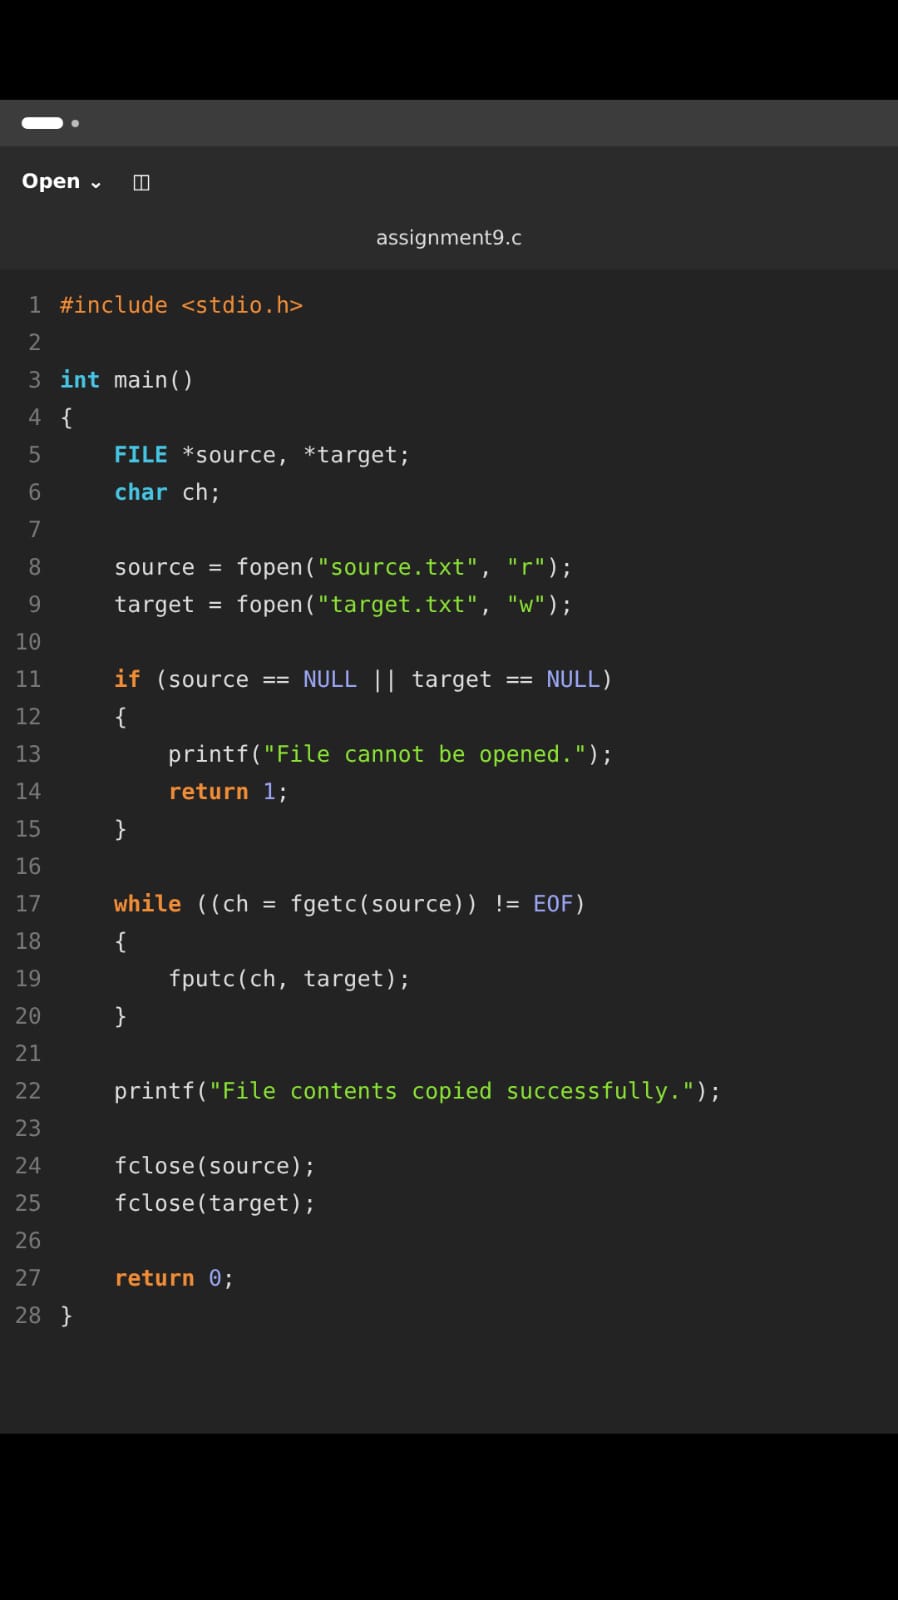 Open
assignment9.c
1 #include <stdio.h>
2
3 int main()
4 {
5     FILE *source, *target;
6     char ch;
7
8     source = fopen("source.txt", "r");
9     target = fopen("target.txt", "w");
10
11     if (source == NULL || target == NULL)
12     {
13         printf("File cannot be opened.");
14         return 1;
15     }
16
17     while ((ch = fgetc(source)) != EOF)
18     {
19         fputc(ch, target);
20     }
21
22     printf("File contents copied successfully.");
23
24     fclose(source);
25     fclose(target);
26
27     return 0;
28 }